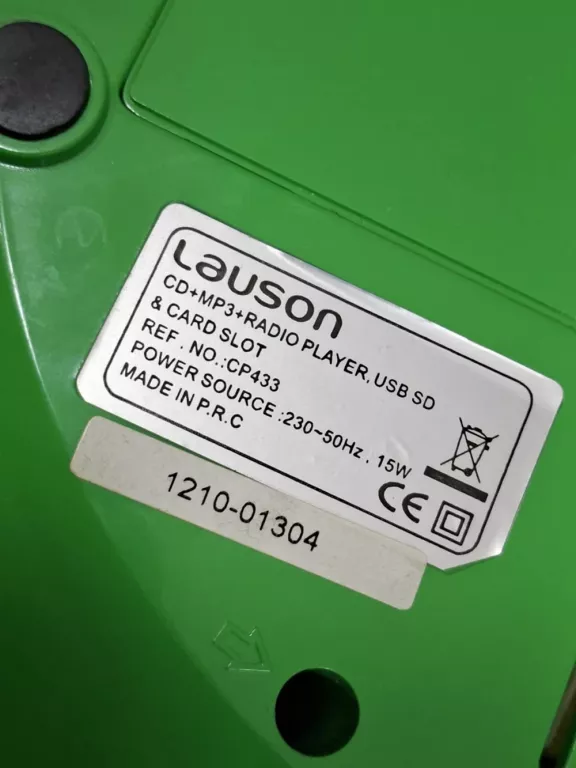 Lauson
CD+MP3+RADIO PLAYER, USB SD
& CARD SLOT
REF . NO.:CP433
POWER SOURCE :230~50Hz , 15W
MADE IN P.R.C
CE
1210-01304